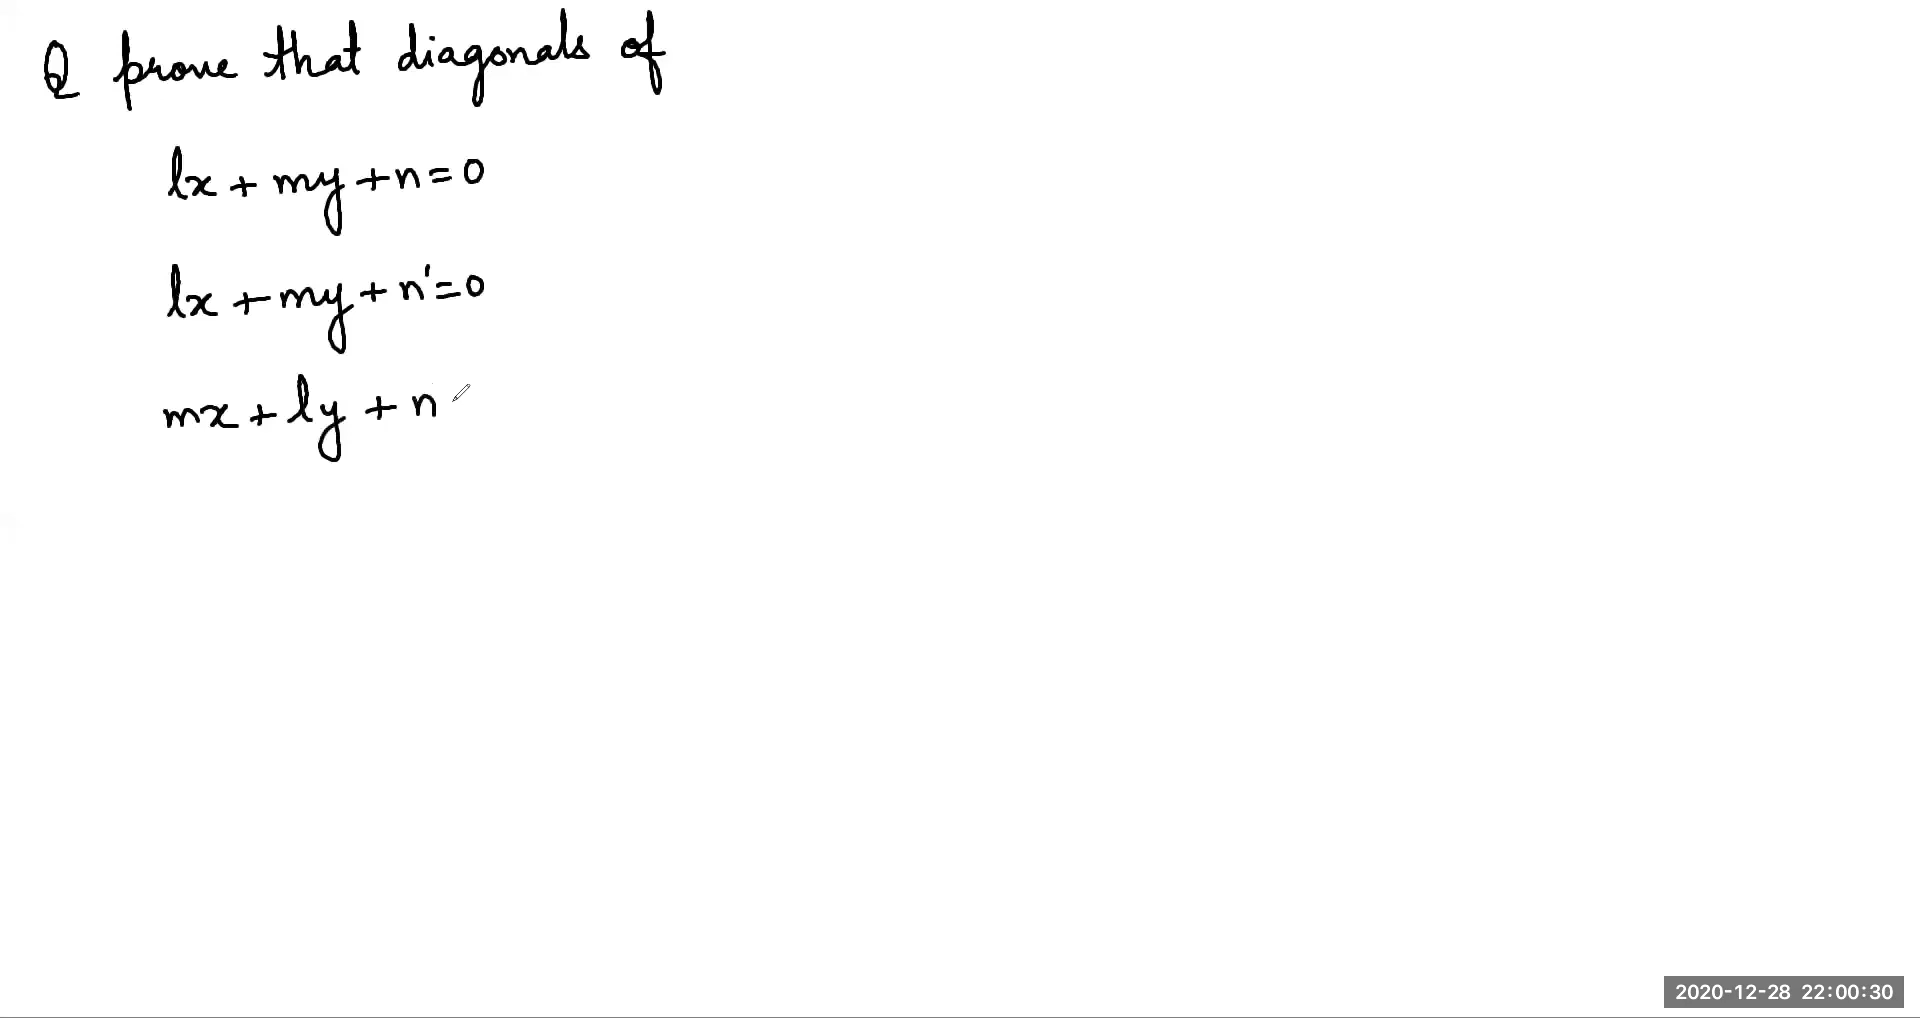 Q prove that diagonals of
lx + my + n = 0
lx + my + n' = 0
mx + ly + n
2020-12-28 22:00:30